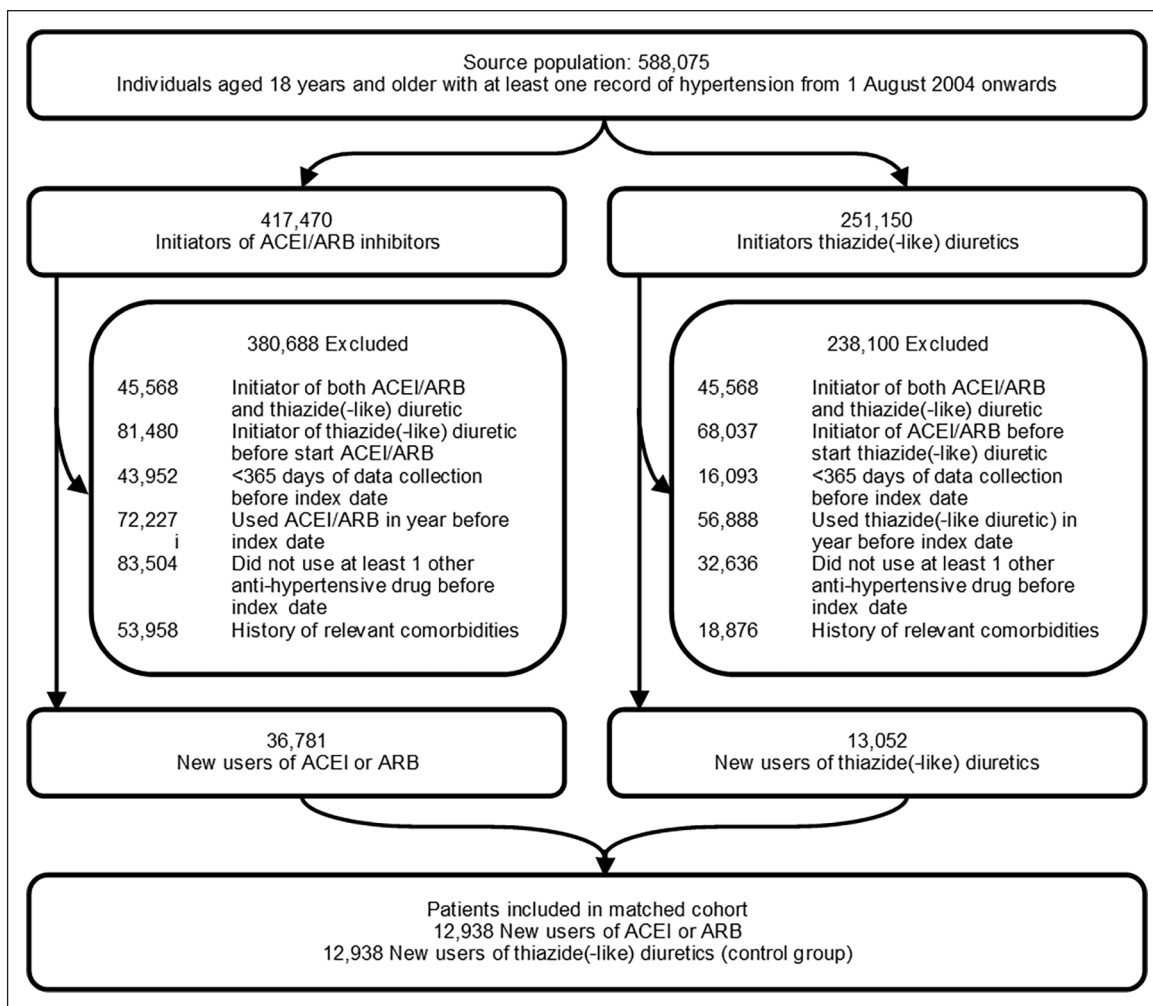 Source population: 588,075
Individuals aged 18 years and older with at least one record of hypertension from 1 August 2004 onwards
417,470
Initiators of ACEI/ARB inhibitors
251,150
Initiators thiazide(-like) diuretics
380,688 Excluded
45,568 Initiator of both ACEI/ARB
and thiazide(-like) diuretic
81,480 Initiator of thiazide(-like) diuretic
before start ACEI/ARB
43,952 <365 days of data collection
before index date
72,227 Used ACEI/ARB in year before
i index date
83,504 Did not use at least 1 other
anti-hypertensive drug before
index date
53,958 History of relevant comorbidities
238,100 Excluded
45,568 Initiator of both ACEI/ARB
and thiazide(-like) diuretic
68,037 Initiator of ACEI/ARB before
start thiazide(-like) diuretic
16,093 <365 days of data collection
before index date
56,888 Used thiazide(-like diuretic) in
year before index date
32,636 Did not use at least 1 other
anti-hypertensive drug before
index date
18,876 History of relevant comorbidities
36,781
New users of ACEI or ARB
13,052
New users of thiazide(-like) diuretics
Patients included in matched cohort
12,938 New users of ACEI or ARB
12,938 New users of thiazide(-like) diuretics (control group)